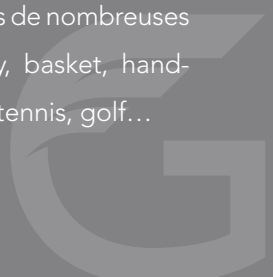 s de nombreuses
y, basket, hand-
tennis, golf…